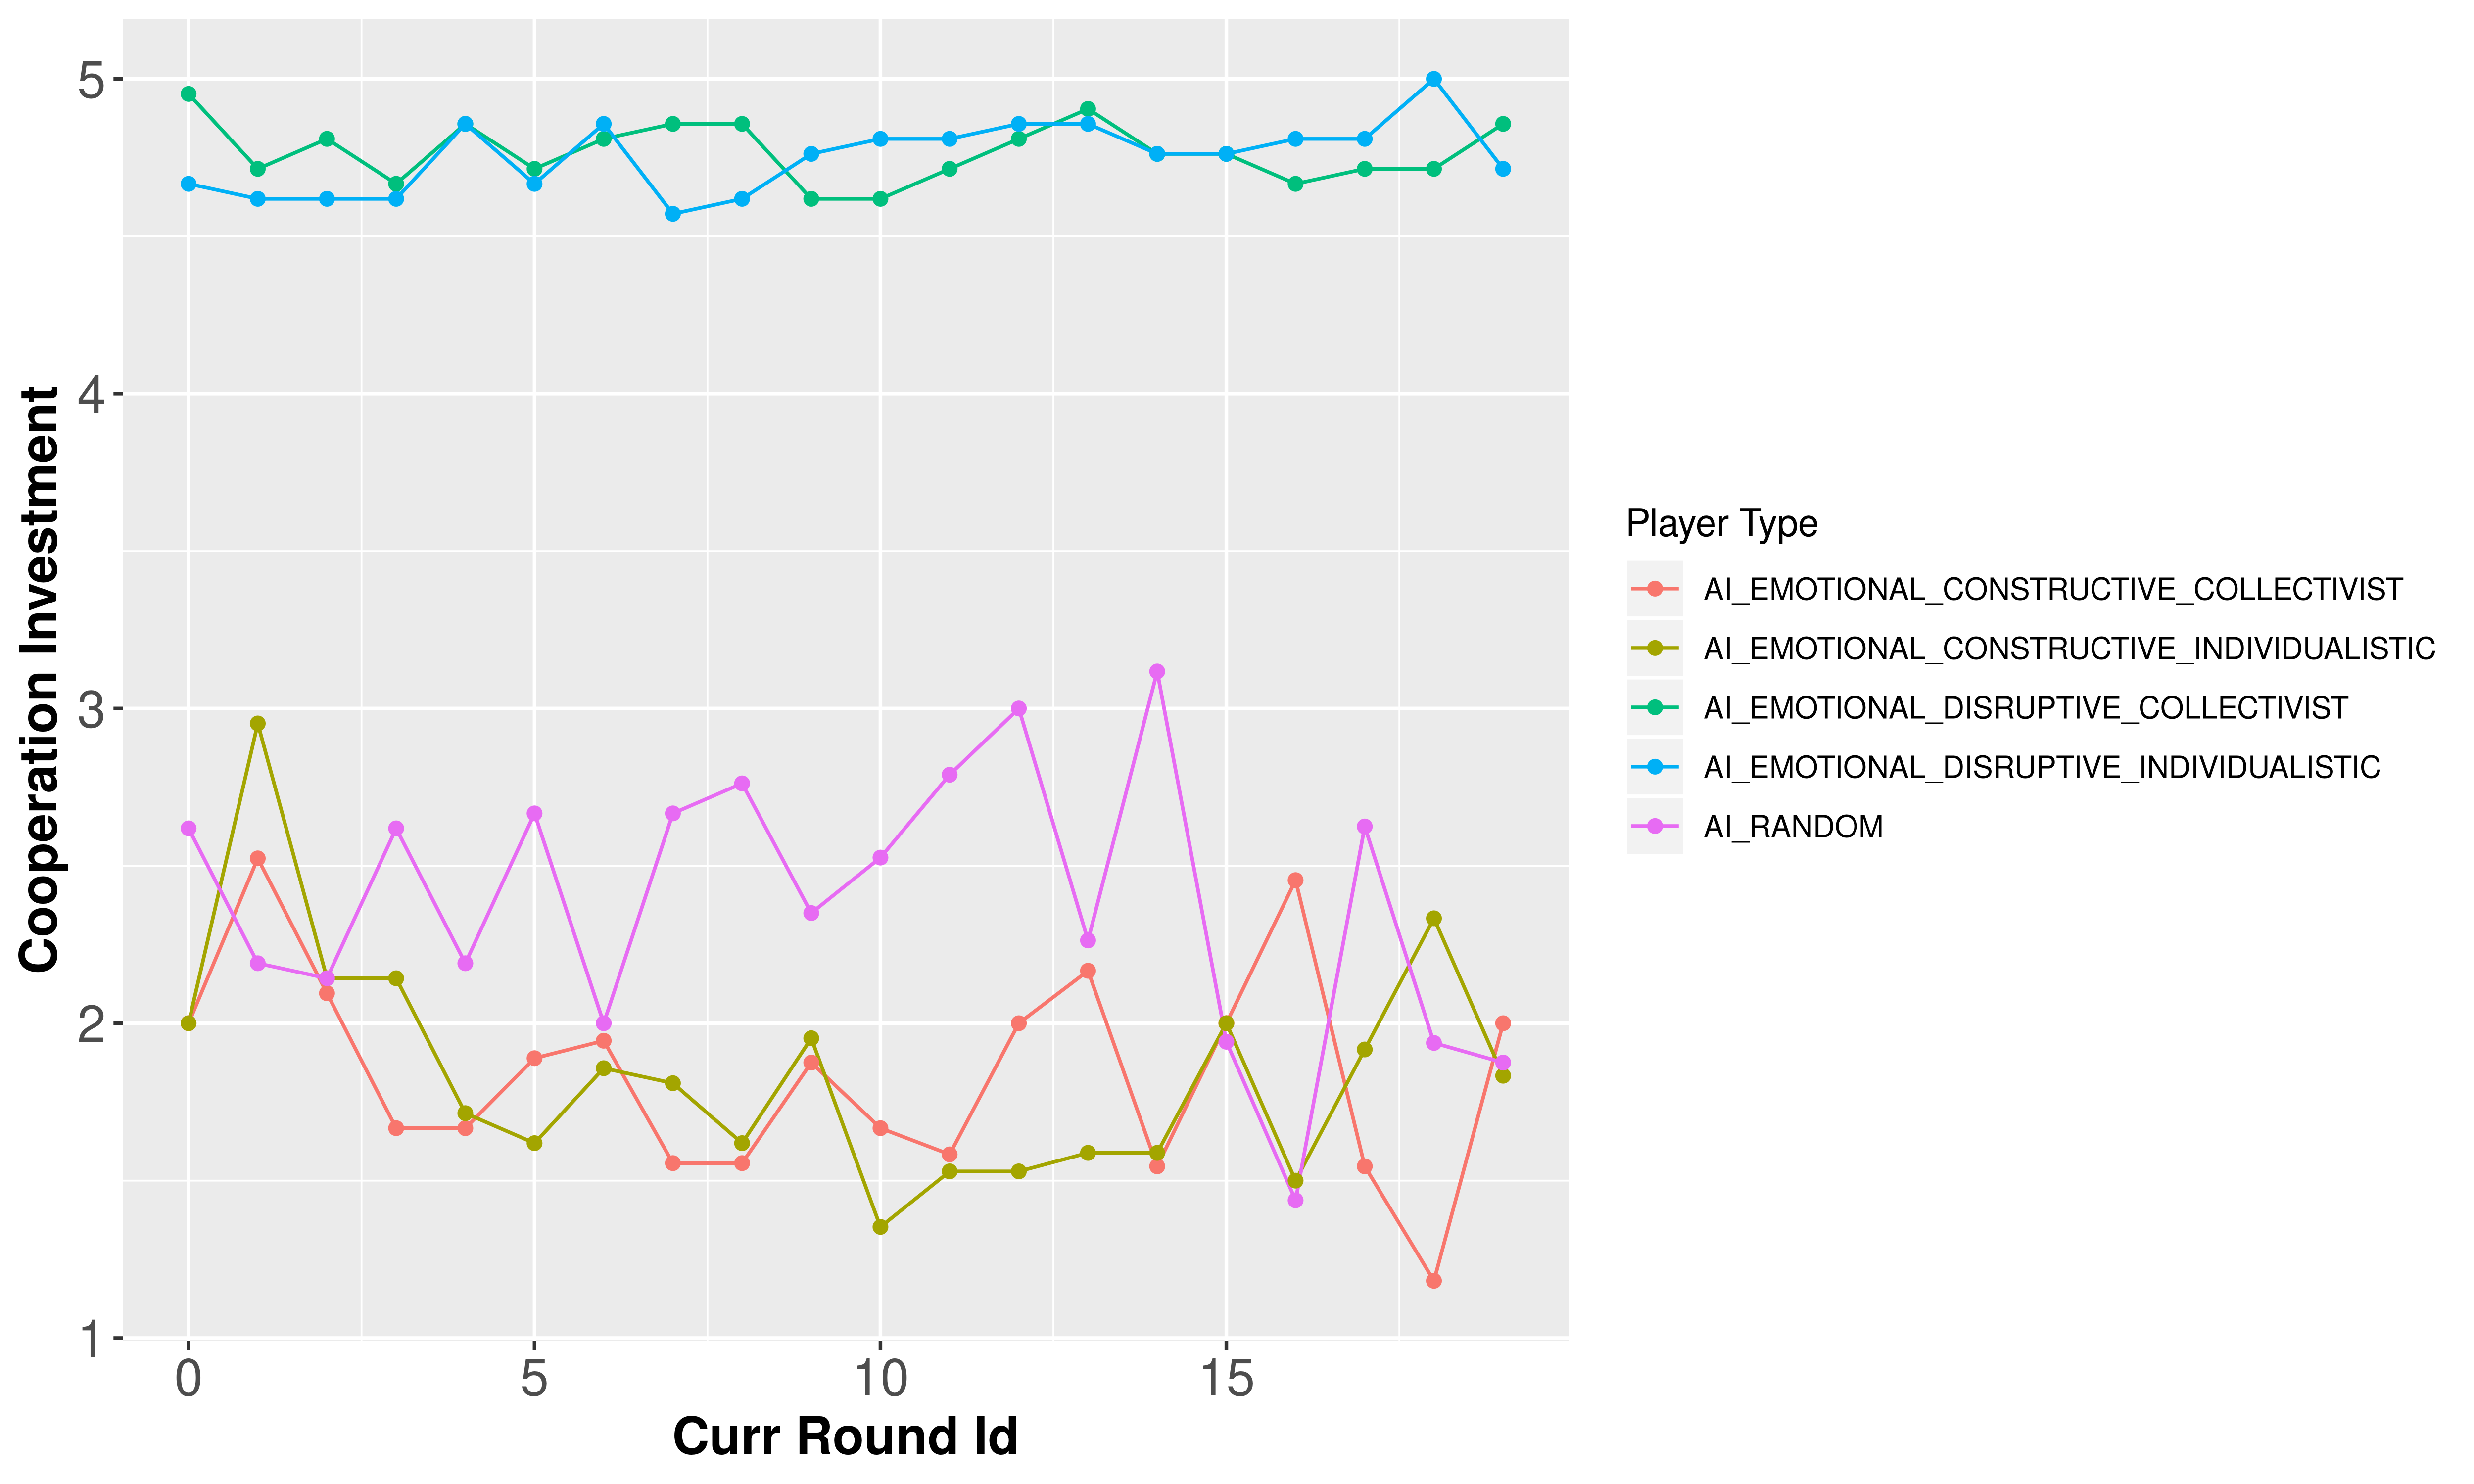 Cooperation Investment
5
4
3
2
1
0 5 10 15
Curr Round Id
Player Type
AI_EMOTIONAL_CONSTRUCTIVE_COLLECTIVIST
AI_EMOTIONAL_CONSTRUCTIVE_INDIVIDUALISTIC
AI_EMOTIONAL_DISRUPTIVE_COLLECTIVIST
AI_EMOTIONAL_DISRUPTIVE_INDIVIDUALISTIC
AI_RANDOM